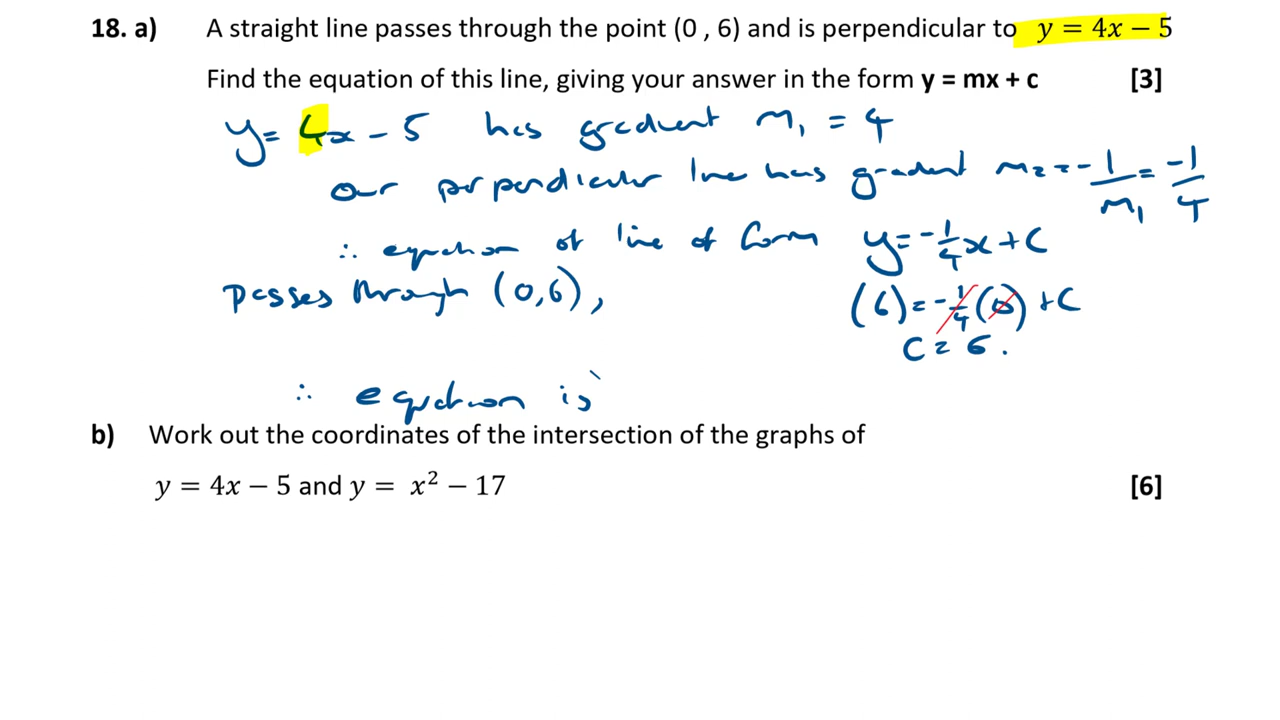 18. a) A straight line passes through the point (0 , 6) and is perpendicular to y = 4x − 5
Find the equation of this line, giving your answer in the form y = mx + c [3]
y = 4x − 5 has gradient m₁ = 4
our perpendicular line has gradient m₂ = -1/m₁ = -1/4
∴ equation of line of form y = -1/4x + c
passes through (0,6), (6) = -1/4(0) + c
c = 6.
∴ equation is
b) Work out the coordinates of the intersection of the graphs of
y = 4x − 5 and y = x² − 17 [6]